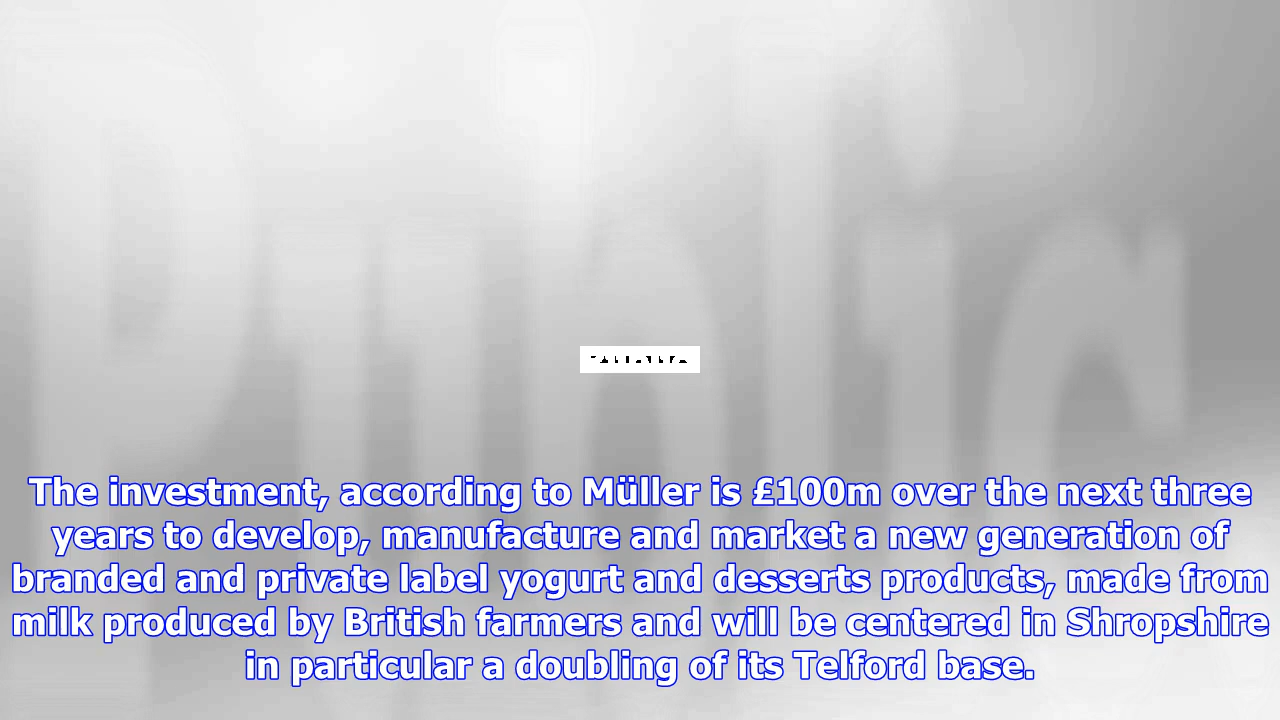 Public
The investment, according to Müller is £100m over the next three
years to develop, manufacture and market a new generation of
branded and private label yogurt and desserts products, made from
milk produced by British farmers and will be centered in Shropshire
in particular a doubling of its Telford base.